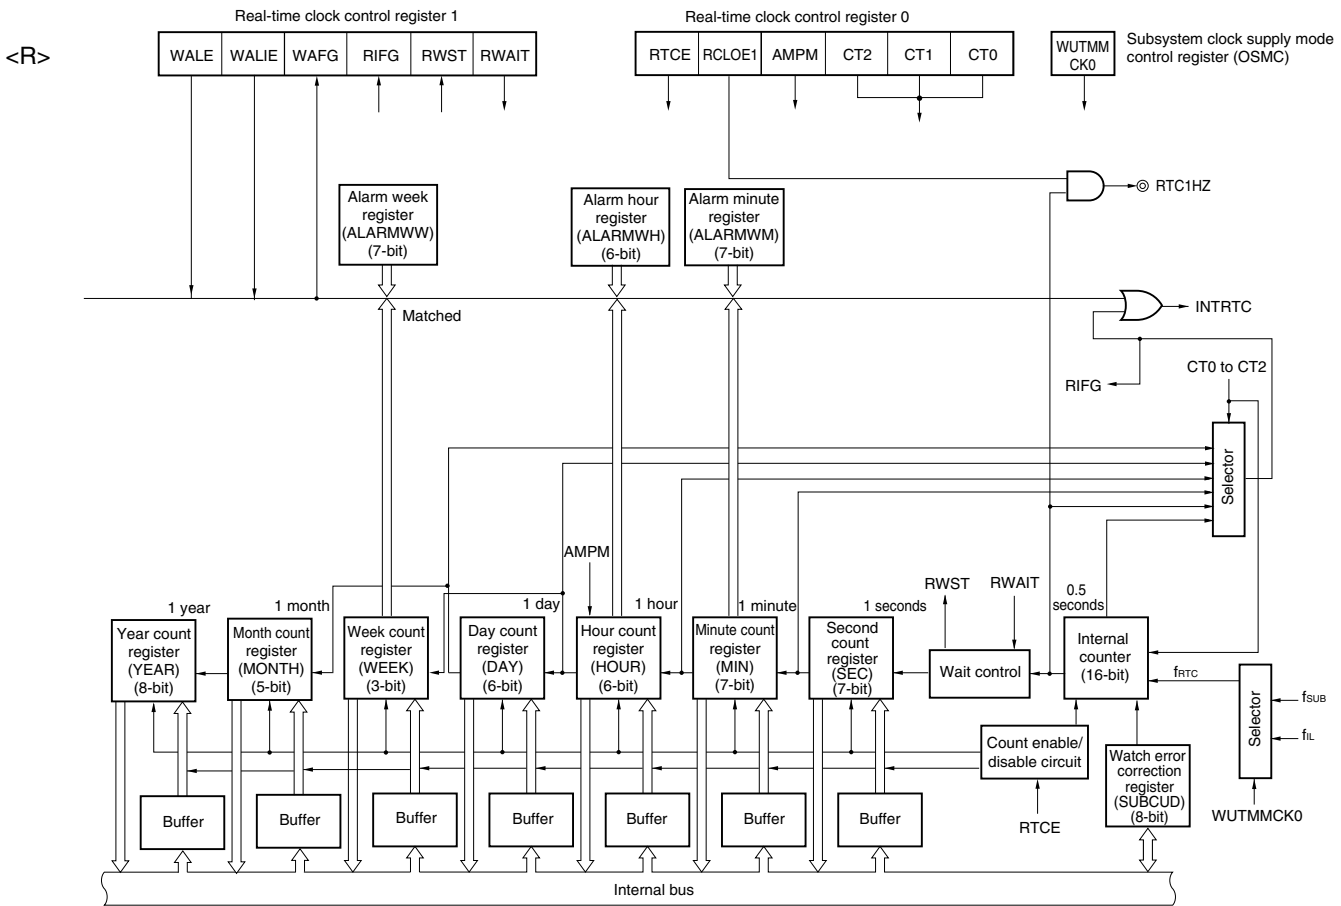 Real-time clock control register 1
Real-time clock control register 0
<R>
WALE WALIE WAFG RIFG RWST RWAIT
RTCE RCLOE1 AMPM CT2 CT1 CT0
WUTMM
CK0
Subsystem clock supply mode
control register (OSMC)
Alarm week
register
(ALARMWW)
(7-bit)
Alarm hour
register
(ALARMWH)
(6-bit)
Alarm minute
register
(ALARMWM)
(7-bit)
RTC1HZ
Matched
INTRTC
RIFG
CT0 to CT2
Selector
AMPM
RWST
RWAIT
0.5
seconds
1 year
1 month
1 day
1 hour
1 minute
1 seconds
Year count
register
(YEAR)
(8-bit)
Month count
register
(MONTH)
(5-bit)
Week count
register
(WEEK)
(3-bit)
Day count
register
(DAY)
(6-bit)
Hour count
register
(HOUR)
(6-bit)
Minute count
register
(MIN)
(7-bit)
Second
count
register
(SEC)
(7-bit)
Wait control
Internal
counter
(16-bit)
fRTC
Selector
fSUB
fIL
Count enable/
disable circuit
Watch error
correction
register
(SUBCUD)
(8-bit)
RTCE
WUTMMCK0
Buffer
Buffer
Buffer
Buffer
Buffer
Buffer
Buffer
Internal bus